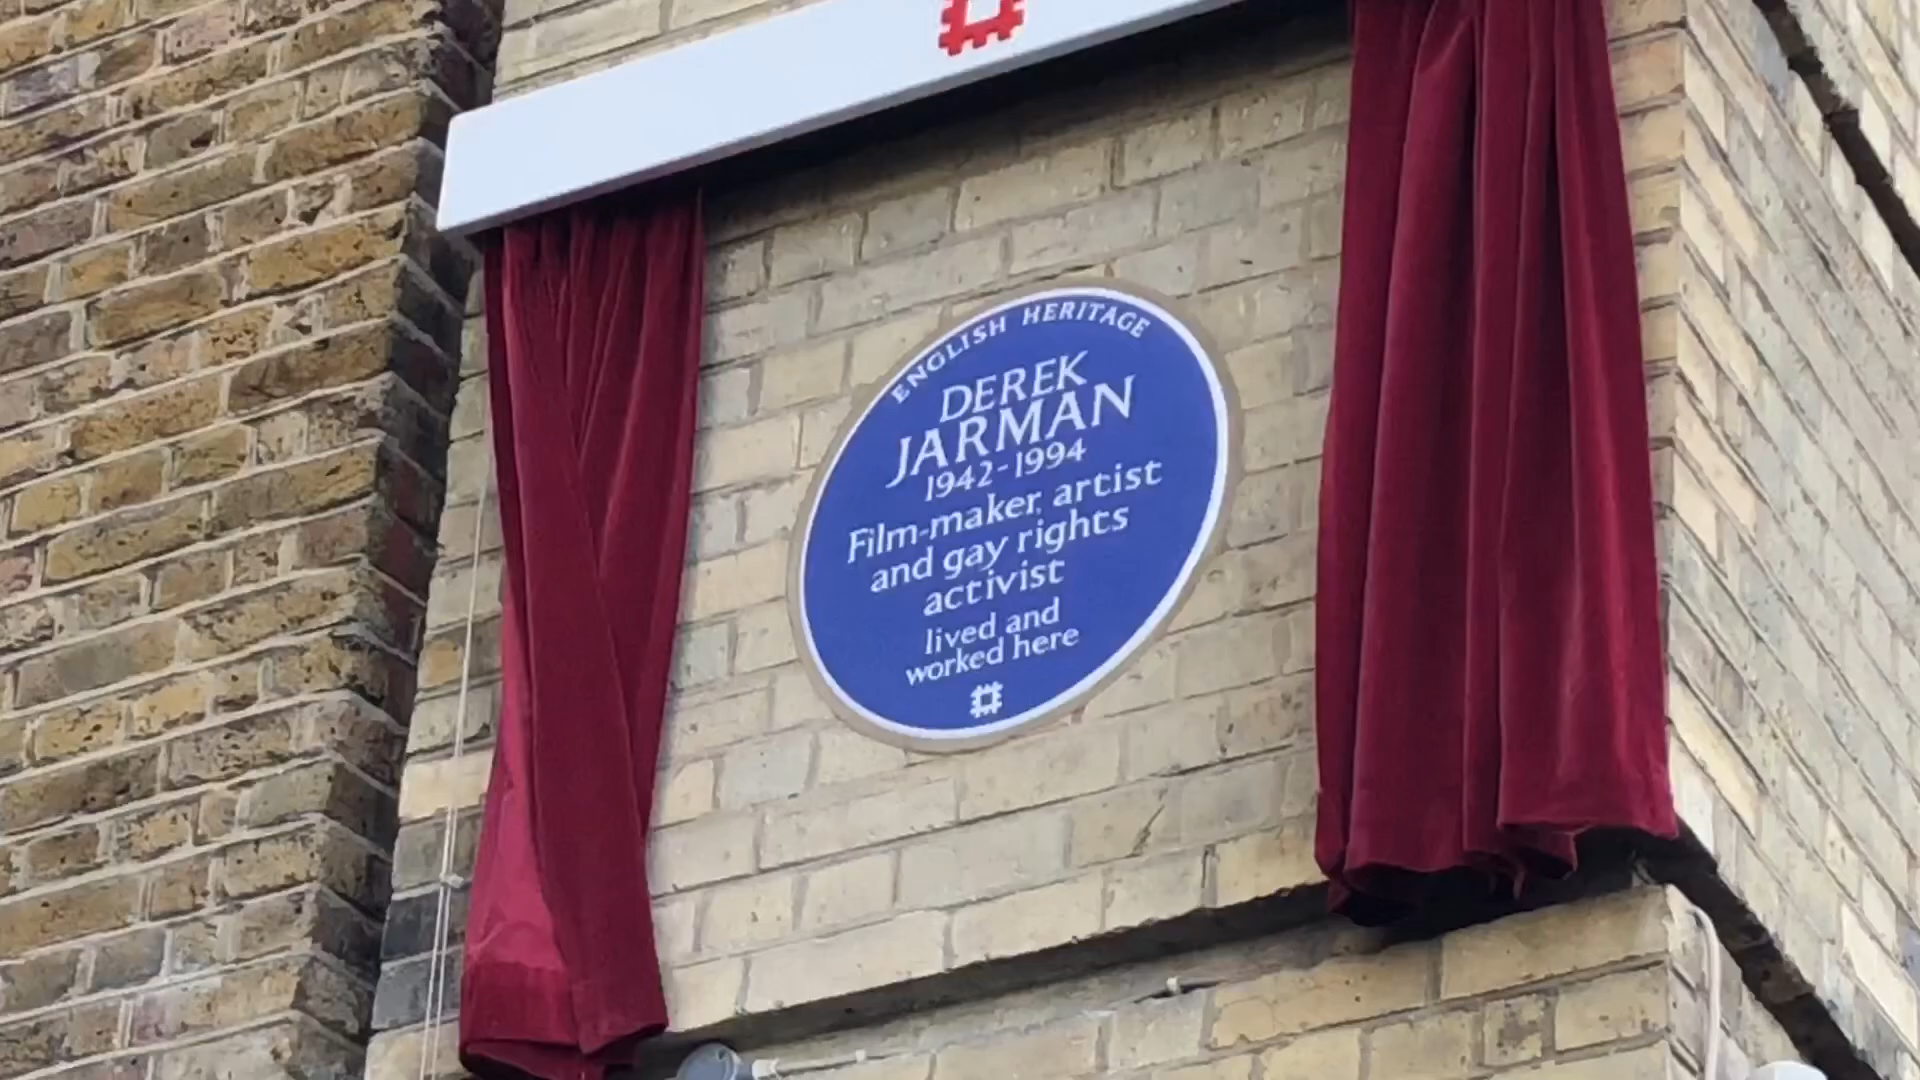 ENGLISH HERITAGE
DEREK
JARMAN
1942-1994
Film-maker, artist
and gay rights
activist
lived and
worked here